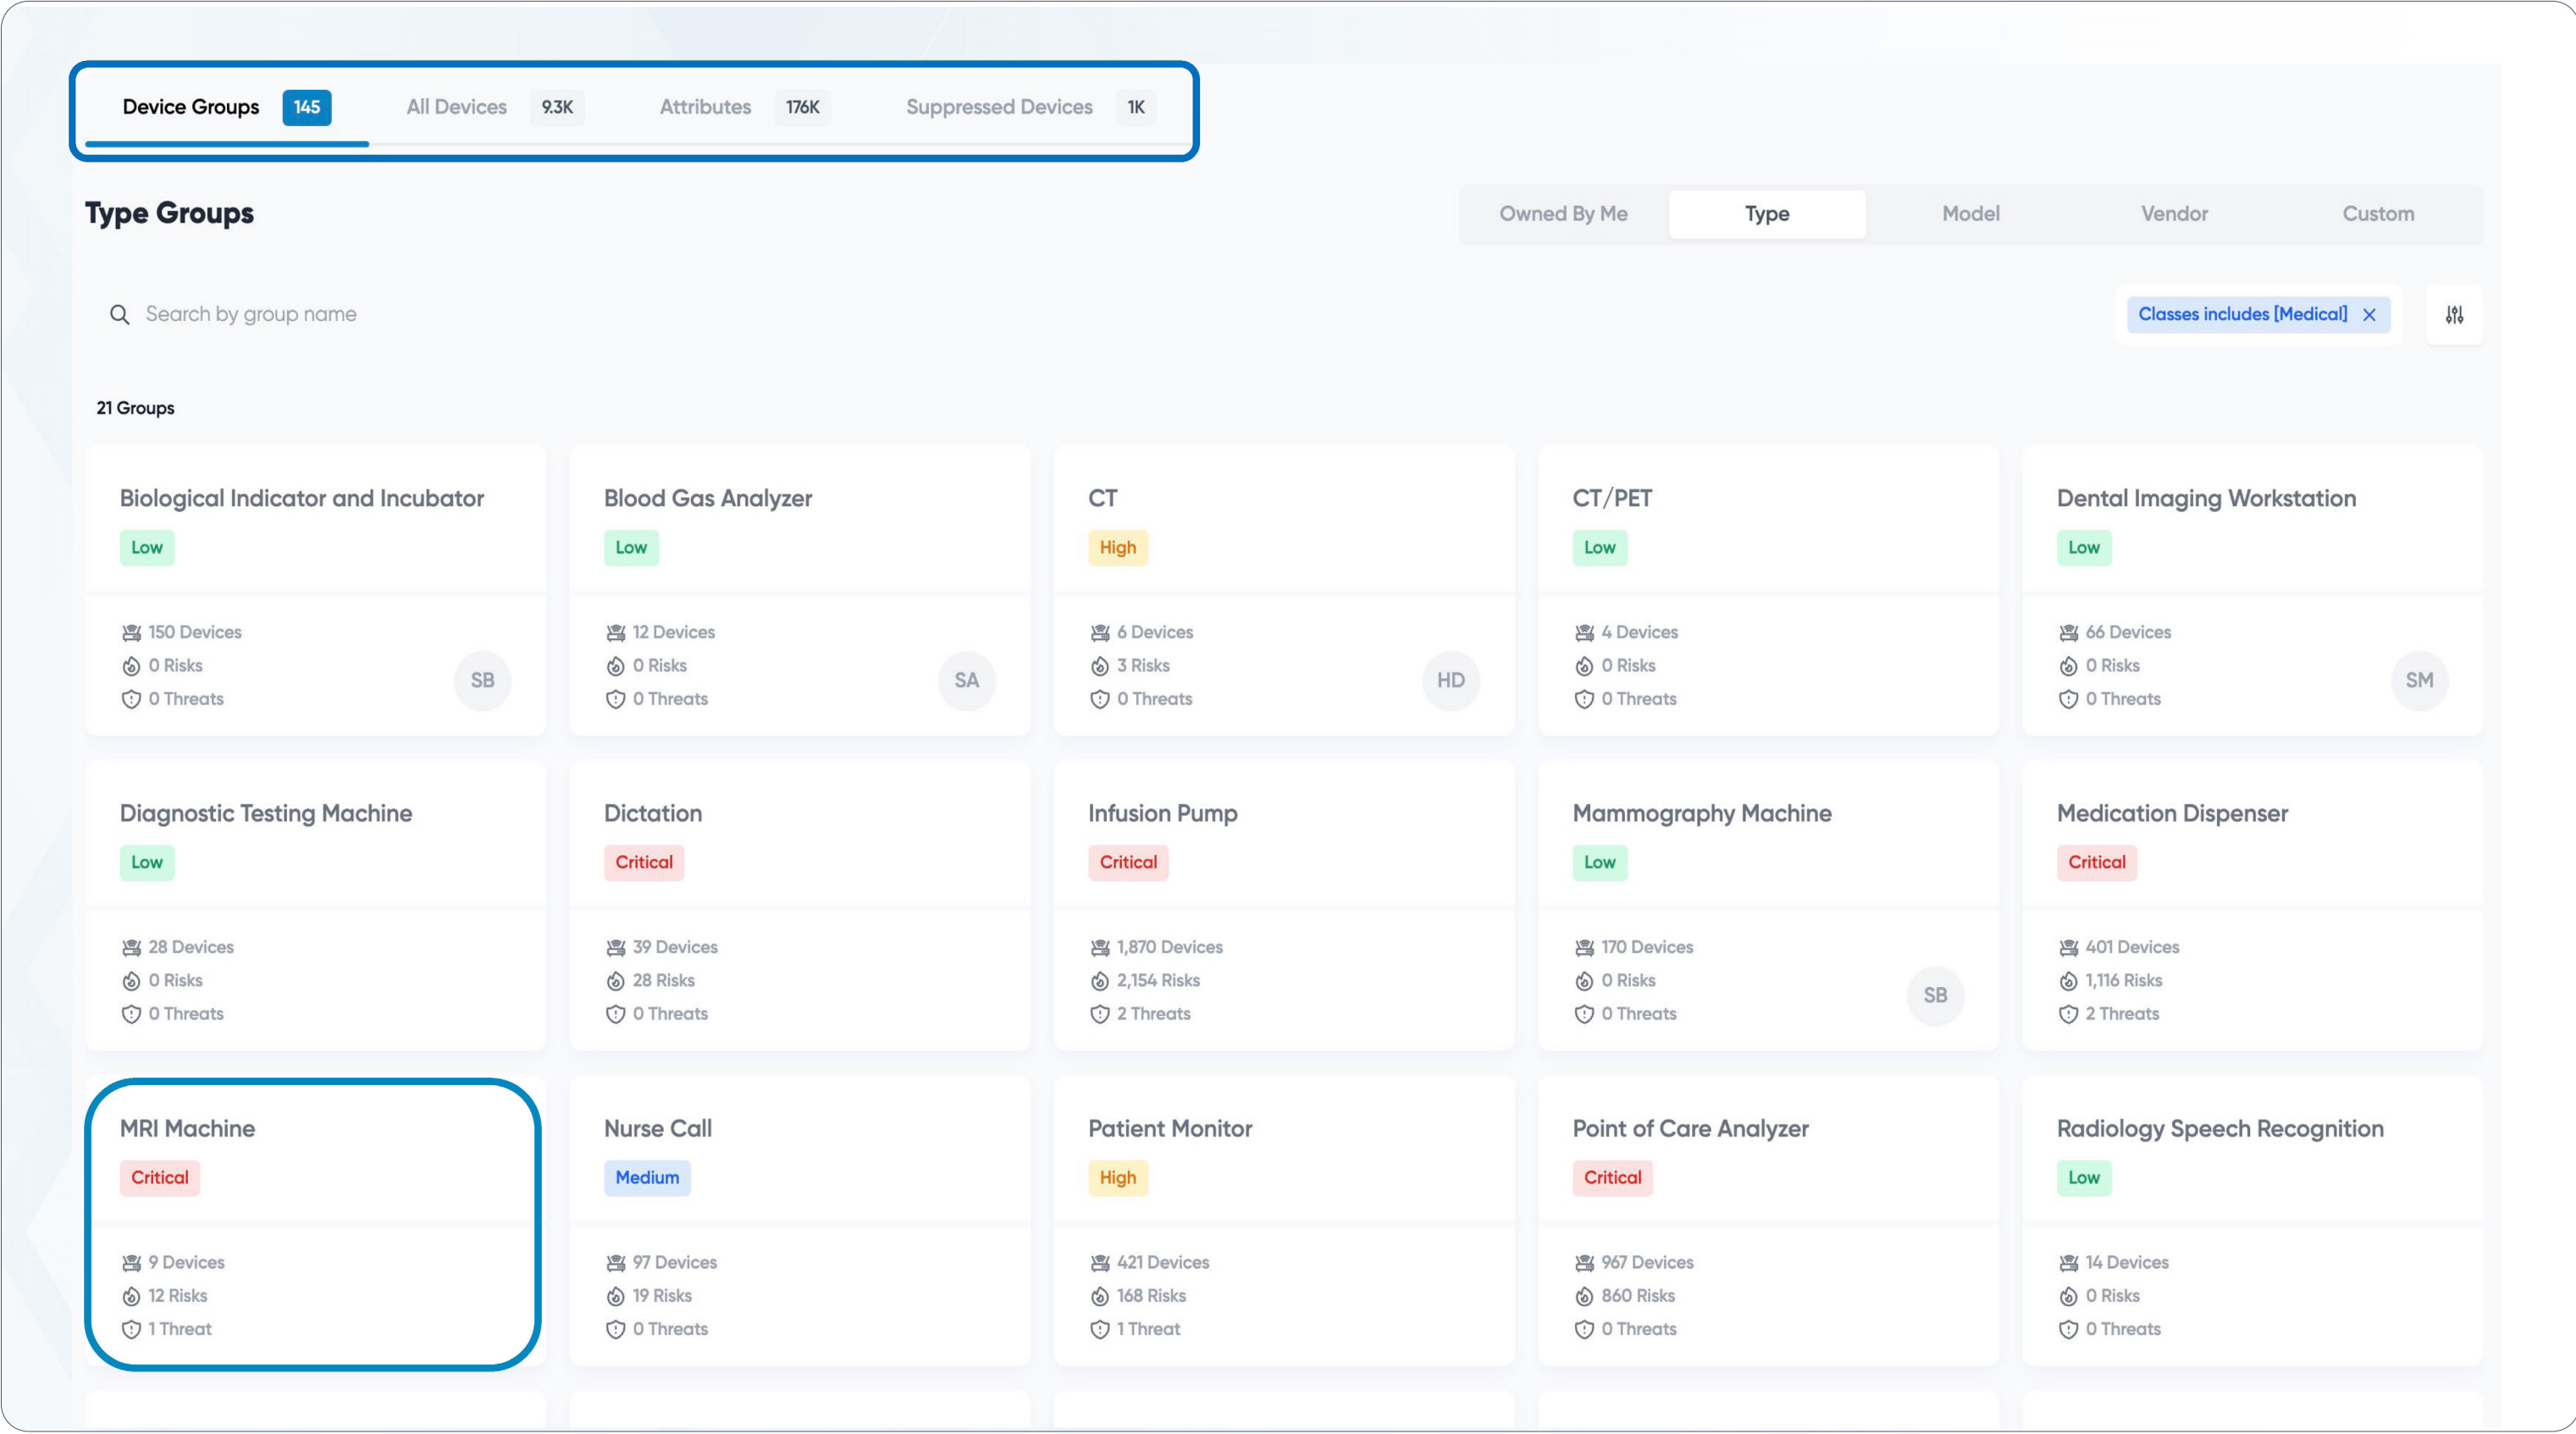 Device Groups 145 All Devices 9.3K Attributes 176K Suppressed Devices 1K
Type Groups
Owned By Me Type Model Vendor Custom
Search by group name
Classes includes [Medical]
21 Groups
Biological Indicator and Incubator
Low
150 Devices
0 Risks
0 Threats
SB
Blood Gas Analyzer
Low
12 Devices
0 Risks
0 Threats
SA
CT
High
6 Devices
3 Risks
0 Threats
HD
CT/PET
Low
4 Devices
0 Risks
0 Threats
Dental Imaging Workstation
Low
66 Devices
0 Risks
0 Threats
SM
Diagnostic Testing Machine
Low
28 Devices
0 Risks
0 Threats
Dictation
Critical
39 Devices
28 Risks
0 Threats
Infusion Pump
Critical
1,870 Devices
2,154 Risks
2 Threats
Mammography Machine
Low
170 Devices
0 Risks
0 Threats
SB
Medication Dispenser
Critical
401 Devices
1,116 Risks
2 Threats
MRI Machine
Critical
9 Devices
12 Risks
1 Threat
Nurse Call
Medium
97 Devices
19 Risks
0 Threats
Patient Monitor
High
421 Devices
168 Risks
1 Threat
Point of Care Analyzer
Critical
967 Devices
860 Risks
0 Threats
Radiology Speech Recognition
Low
14 Devices
0 Risks
0 Threats